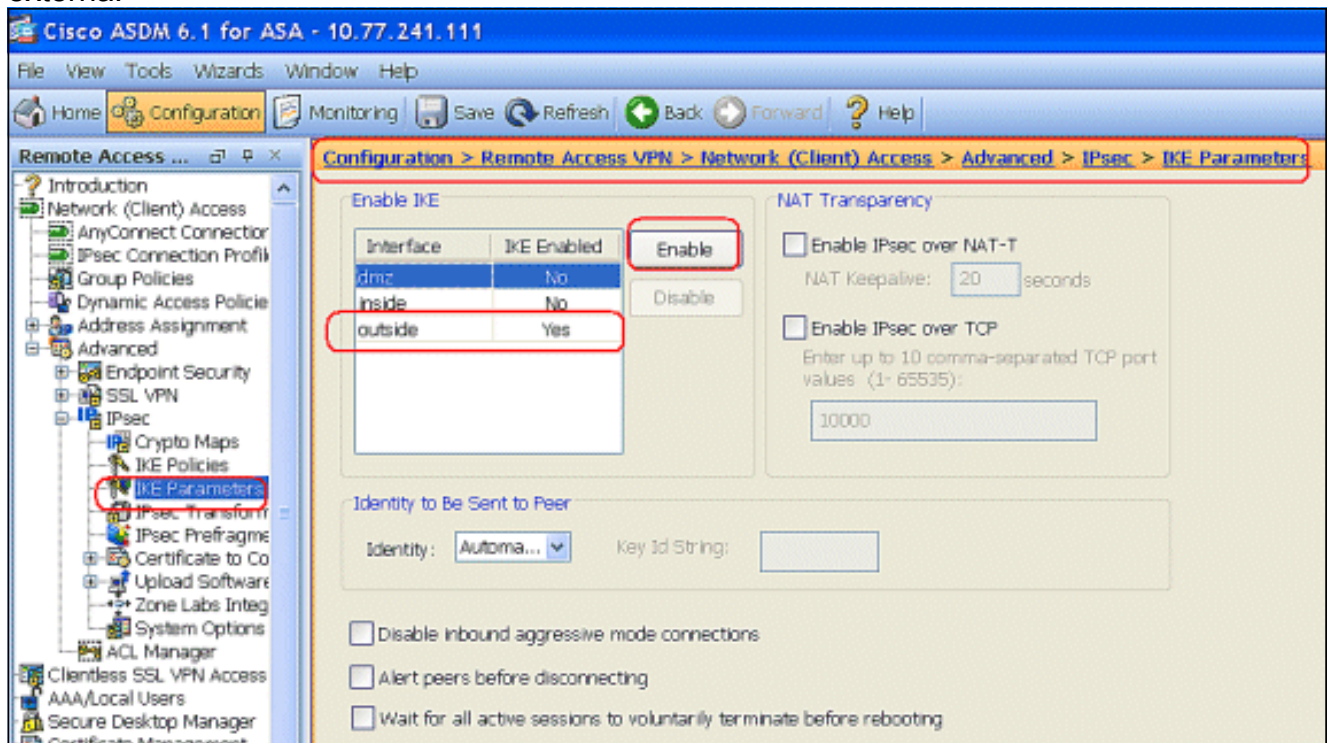 Cisco ASDM 6.1 for ASA - 10.77.241.111
File View Tools Wizards Window Help
Home Configuration Monitoring Save Refresh Back Forward Help
Remote Access ...
Introduction
Network (Client) Access
AnyConnect Connection
IPsec Connection Profil
Group Policies
Dynamic Access Policie
Address Assignment
Advanced
Endpoint Security
SSL VPN
IPsec
Crypto Maps
IKE Policies
IKE Parameters
IPsec Transform
IPsec Prefragme
Certificate to Co
Upload Software
Zone Labs Integ
System Options
ACL Manager
Clientless SSL VPN Access
AAA/Local Users
Secure Desktop Manager
Certificate Management
Configuration > Remote Access VPN > Network (Client) Access > Advanced > IPsec > IKE Parameters
Enable IKE
Interface IKE Enabled
dmz No
inside No
outside Yes
Enable
Disable
NAT Transparency
Enable IPsec over NAT-T
NAT Keepalive: 20 seconds
Enable IPsec over TCP
Enter up to 10 comma-separated TCP port
values (1- 65535):
10000
Identity to Be Sent to Peer
Identity: Automa... Key Id String:
Disable inbound aggressive mode connections
Alert peers before disconnecting
Wait for all active sessions to voluntarily terminate before rebooting